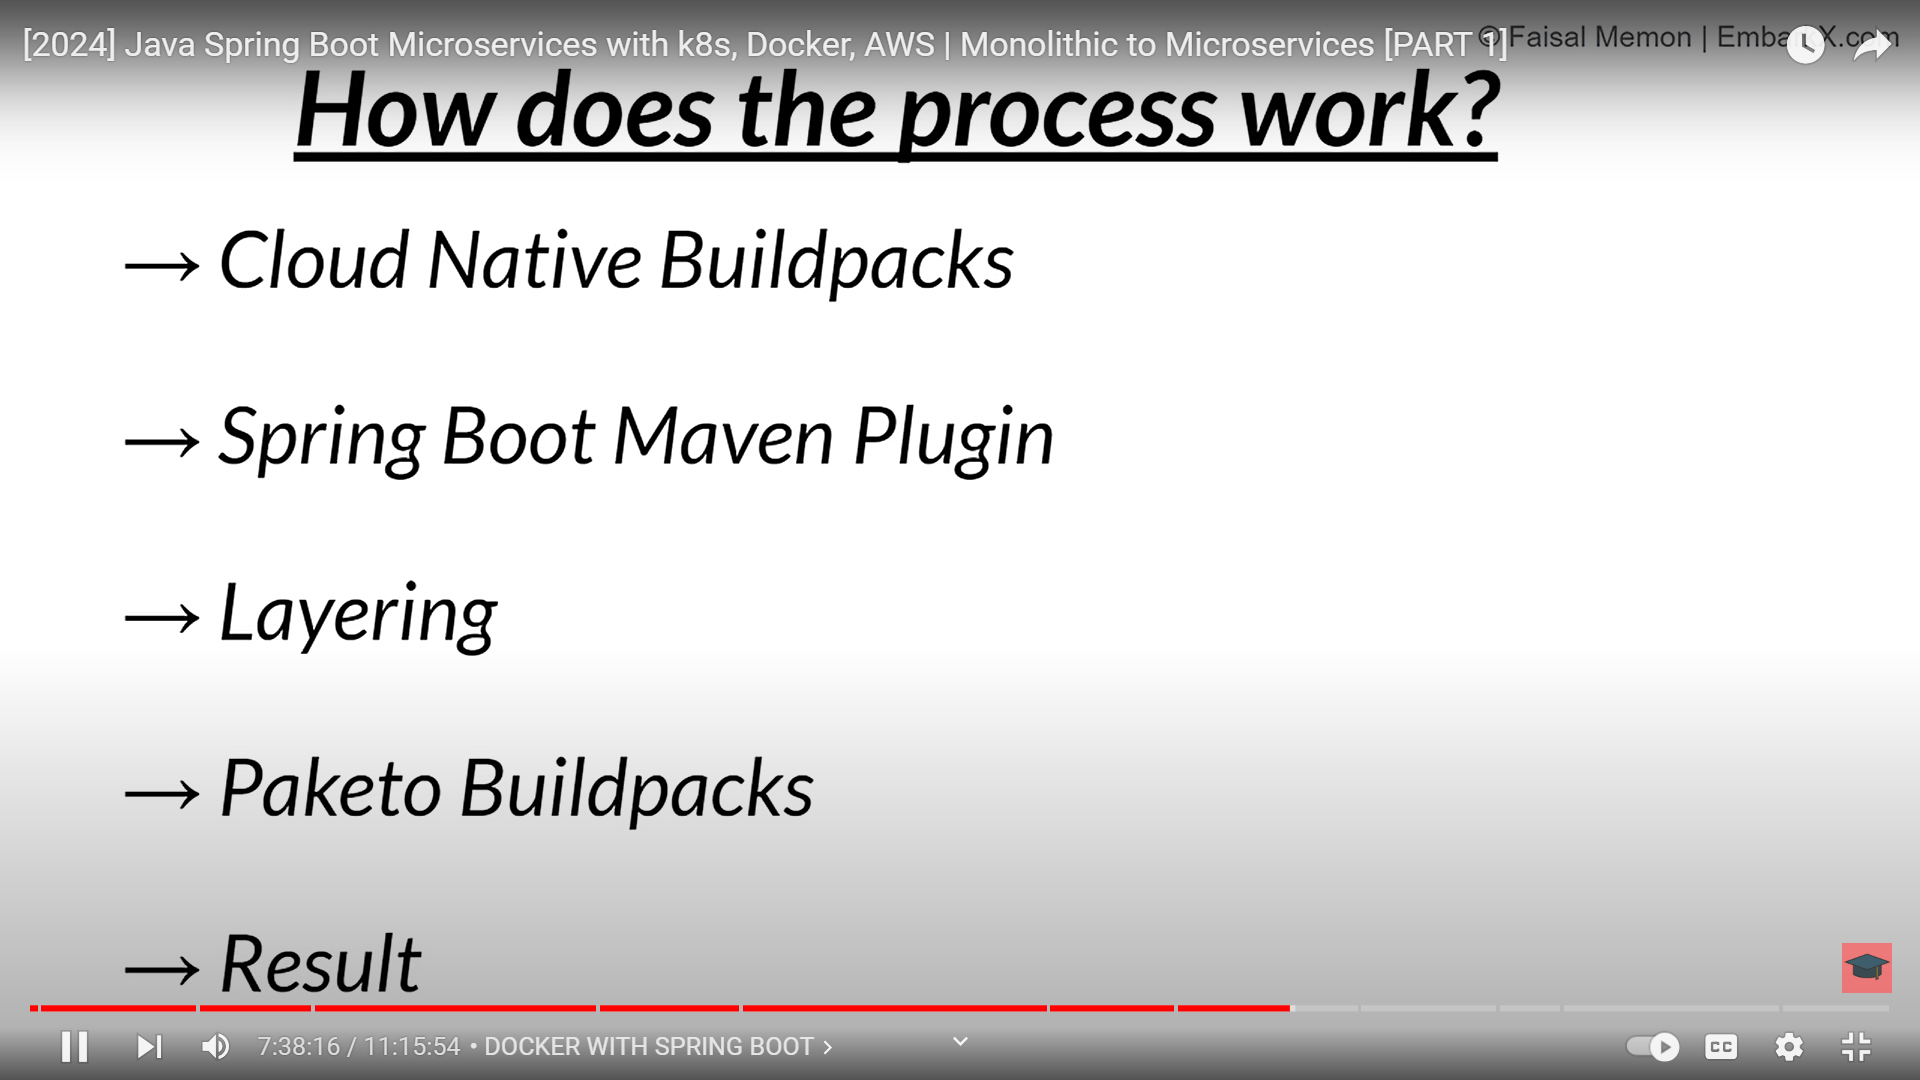 [2024] Java Spring Boot Microservices with k8s, Docker, AWS | Monolithic to Microservices [PART 1]
© Faisal Memon | EmbarkX.com
How does the process work?
→ Cloud Native Buildpacks
→ Spring Boot Maven Plugin
→ Layering
→ Paketo Buildpacks
→ Result
7:38:16 / 11:15:54 • DOCKER WITH SPRING BOOT >
CC